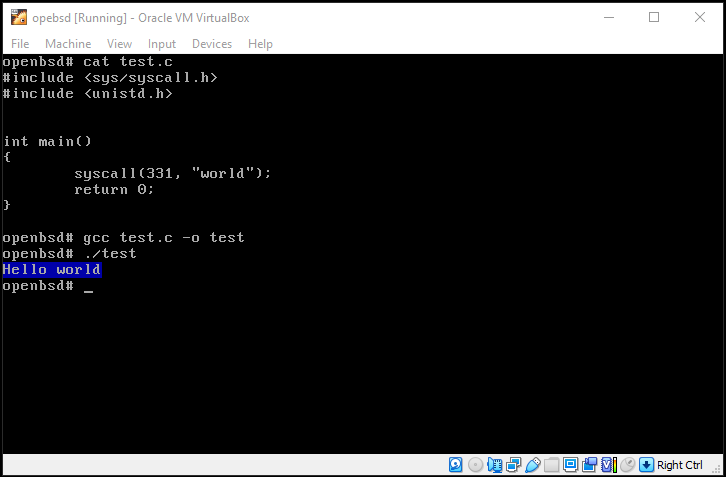 opebsd [Running] - Oracle VM VirtualBox
File Machine View Input Devices Help
openbsd# cat test.c
#include <sys/syscall.h>
#include <unistd.h>
int main()
{
        syscall(331, "world");
        return 0;
}
openbsd# gcc test.c -o test
openbsd# ./test
Hello world
openbsd# _
Right Ctrl